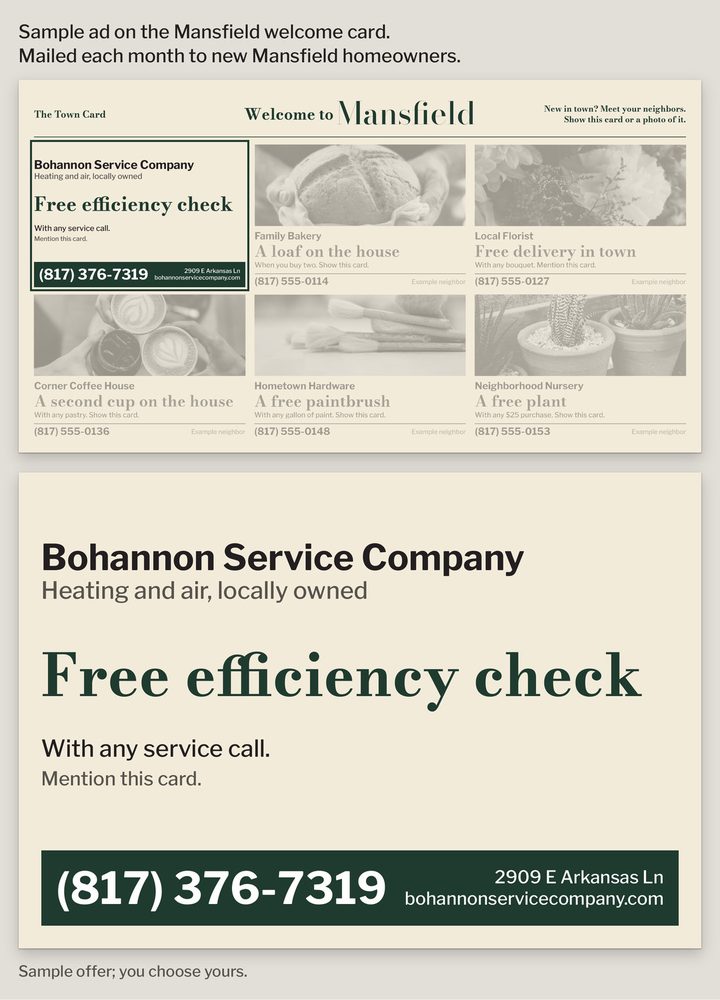 Sample ad on the Mansfield welcome card.
Mailed each month to new Mansfield homeowners.
The Town Card
Welcome to Mansfield
New in town? Meet your neighbors.
Show this card or a photo of it.
Bohannon Service Company
Heating and air, locally owned
Free efficiency check
With any service call.
Mention this card.
(817) 376-7319
2909 E Arkansas Ln
bohannonservicecompany.com
Family Bakery
A loaf on the house
When you buy two. Show this card.
(817) 555-0114
Example neighbor
Local Florist
Free delivery in town
With any bouquet. Mention this card.
(817) 555-0127
Example neighbor
Corner Coffee House
A second cup on the house
With any pastry. Show this card.
(817) 555-0136
Example neighbor
Hometown Hardware
A free paintbrush
With any gallon of paint. Show this card.
(817) 555-0148
Example neighbor
Neighborhood Nursery
A free plant
With any $25 purchase. Show this card.
(817) 555-0153
Example neighbor
Bohannon Service Company
Heating and air, locally owned
Free efficiency check
With any service call.
Mention this card.
(817) 376-7319
2909 E Arkansas Ln
bohannonservicecompany.com
Sample offer; you choose yours.